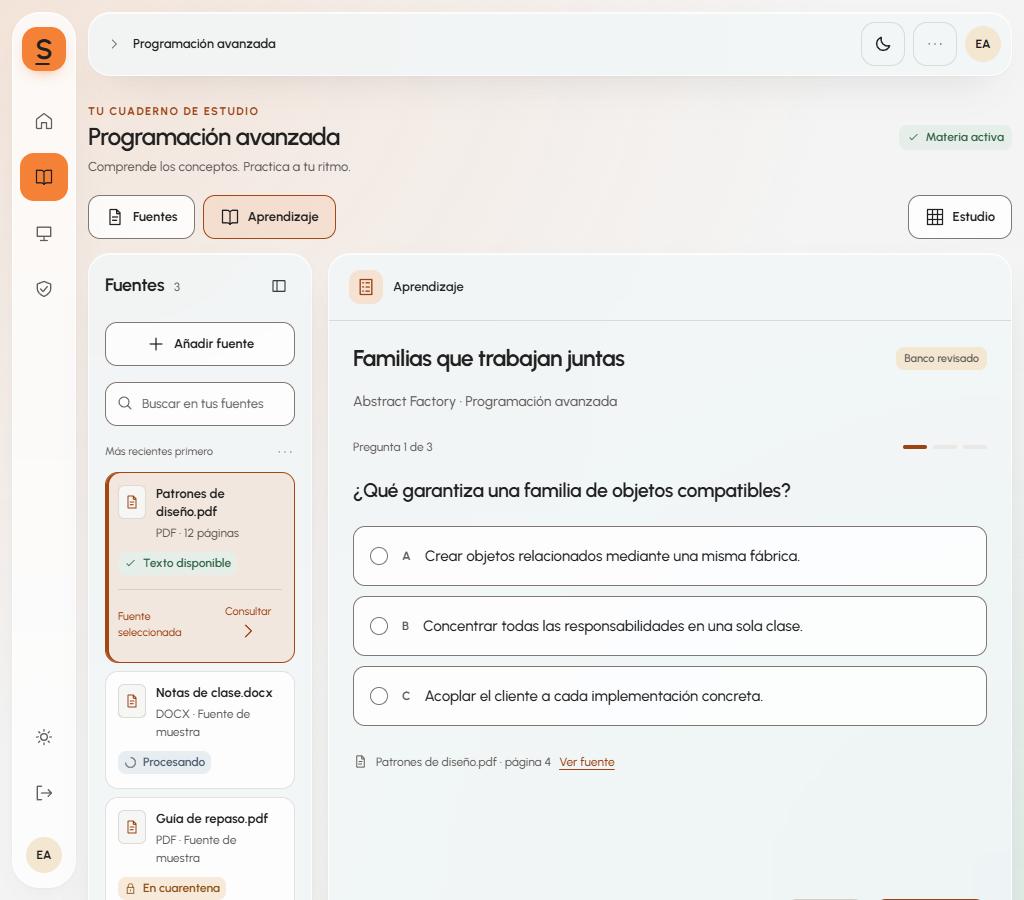 S
Programación avanzada
EA
TU CUADERNO DE ESTUDIO
Programación avanzada
Comprende los conceptos. Practica a tu ritmo.
Materia activa
Fuentes
Aprendizaje
Estudio
Fuentes 3
Añadir fuente
Buscar en tus fuentes
Más recientes primero
Patrones de
diseño.pdf
PDF · 12 páginas
Texto disponible
Fuente
seleccionada
Consultar
Notas de clase.docx
DOCX · Fuente de
muestra
Procesando
Guía de repaso.pdf
PDF · Fuente de
muestra
En cuarentena
Aprendizaje
Familias que trabajan juntas
Banco revisado
Abstract Factory · Programación avanzada
Pregunta 1 de 3
¿Qué garantiza una familia de objetos compatibles?
A Crear objetos relacionados mediante una misma fábrica.
B Concentrar todas las responsabilidades en una sola clase.
C Acoplar el cliente a cada implementación concreta.
Patrones de diseño.pdf · página 4 Ver fuente
EA